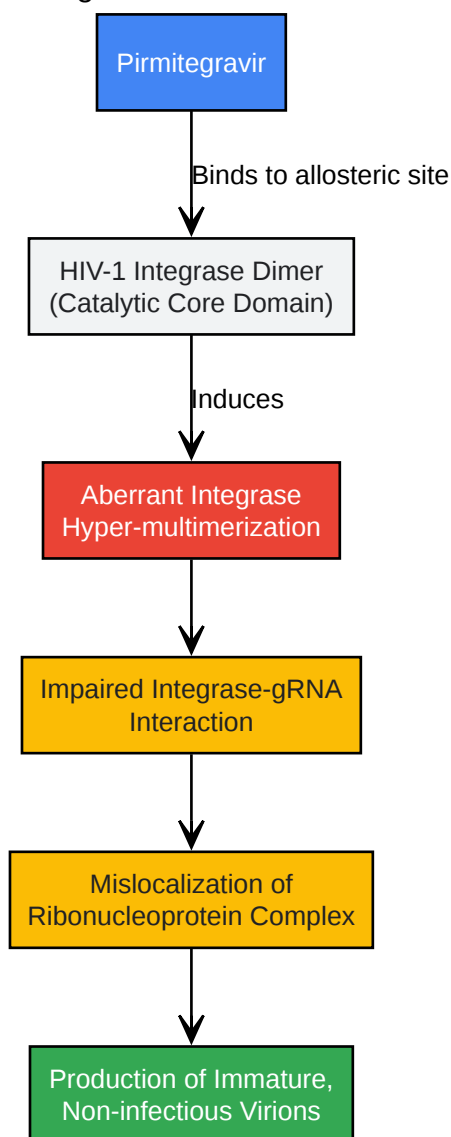 Pirmitegravir
Binds to allosteric site
HIV-1 Integrase Dimer
(Catalytic Core Domain)
Induces
Aberrant Integrase
Hyper-multimerization
Impaired Integrase-gRNA
Interaction
Mislocalization of
Ribonucleoprotein Complex
Production of Immature,
Non-infectious Virions